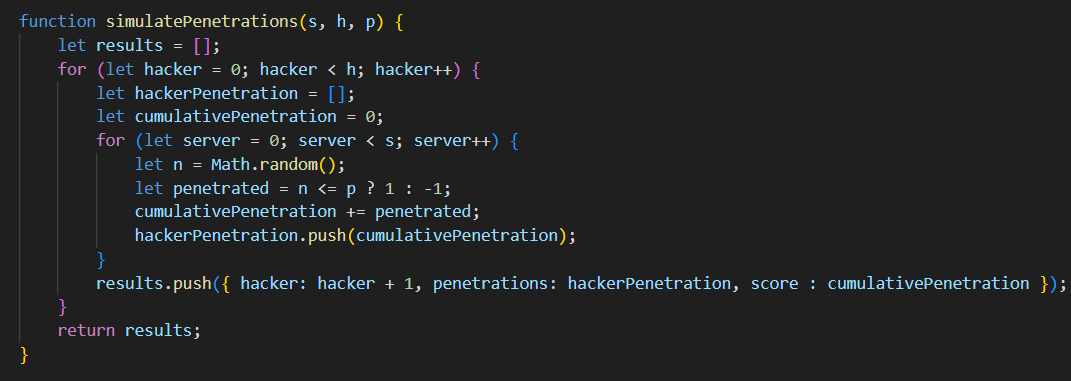 function simulatePenetrations(s, h, p) {
    let results = [];
    for (let hacker = 0; hacker < h; hacker++) {
        let hackerPenetration = [];
        let cumulativePenetration = 0;
        for (let server = 0; server < s; server++) {
            let n = Math.random();
            let penetrated = n <= p ? 1 : -1;
            cumulativePenetration += penetrated;
            hackerPenetration.push(cumulativePenetration);
        }
        results.push({ hacker: hacker + 1, penetrations: hackerPenetration, score : cumulativePenetration });
    }
    return results;
}